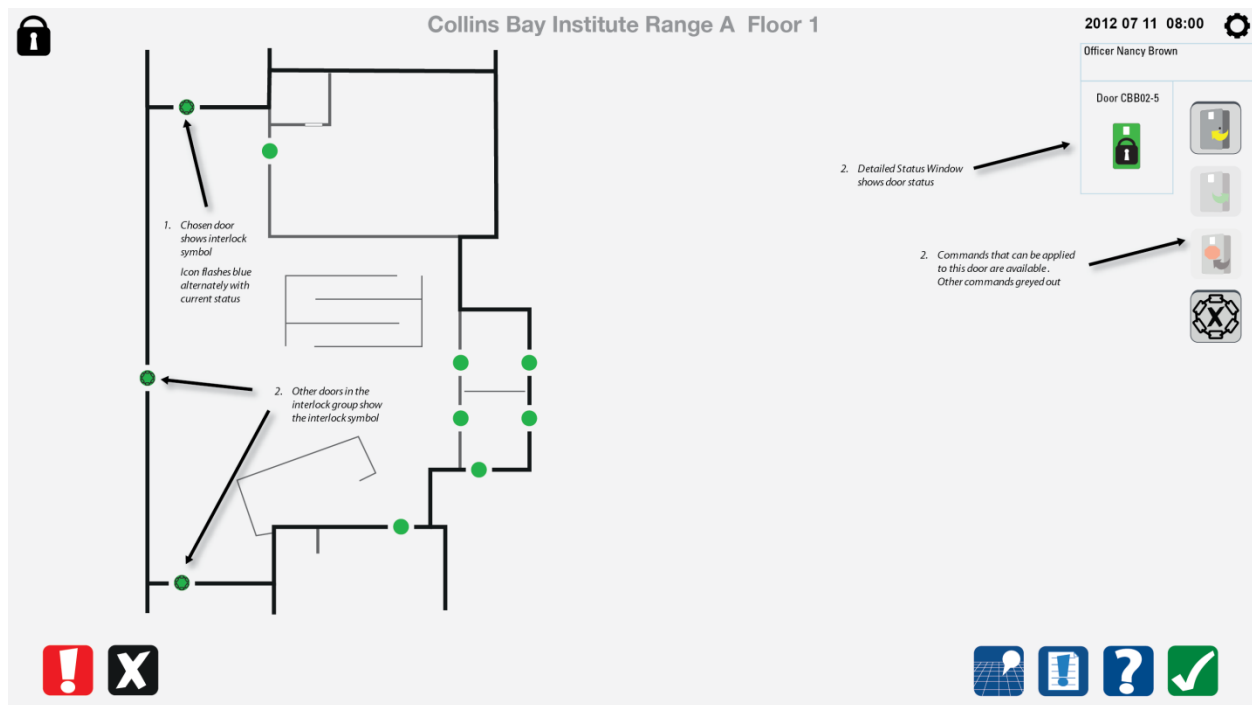 Collins Bay Institute Range A Floor 1
2012 07 11 08:00
Officer Nancy Brown
Door CBB02-5
2. Detailed Status Window
shows door status
1. Chosen door
shows interlock
symbol
Icon flashes blue
alternately with
current status
2. Commands that can be applied
to this door are available.
Other commands greyed out
X
2. Other doors in the
interlock group show
the interlock symbol
! X ! ?